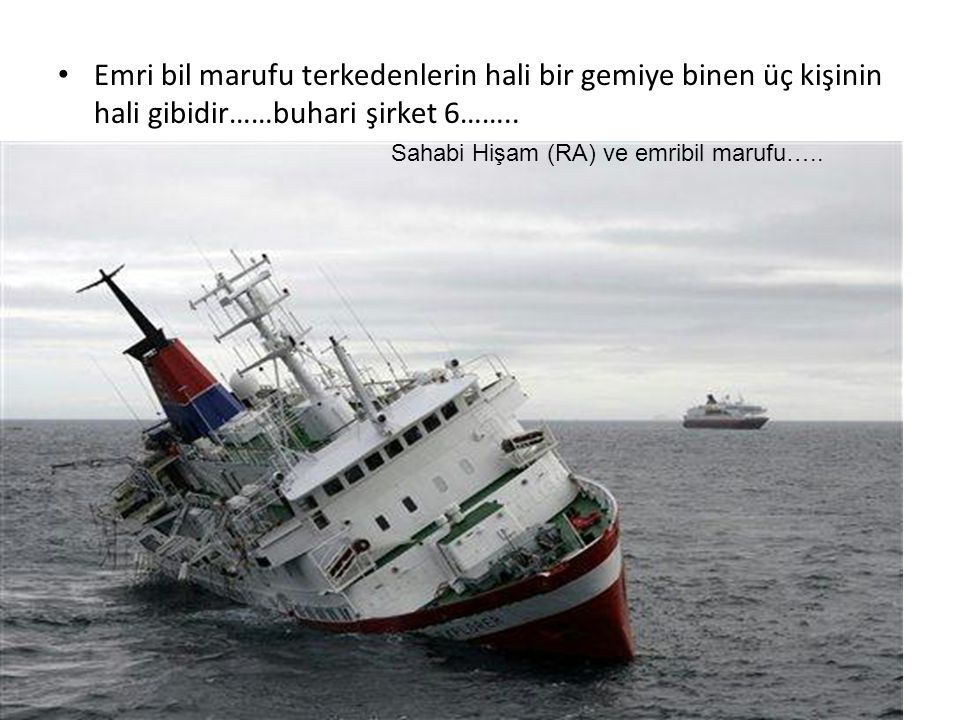 • Emri bil marufu terkedenlerin hali bir gemiye binen üç kişinin
hali gibidir……buhari şirket 6……..
Sahabi Hişam (RA) ve emribil marufu…..
EXPLORER